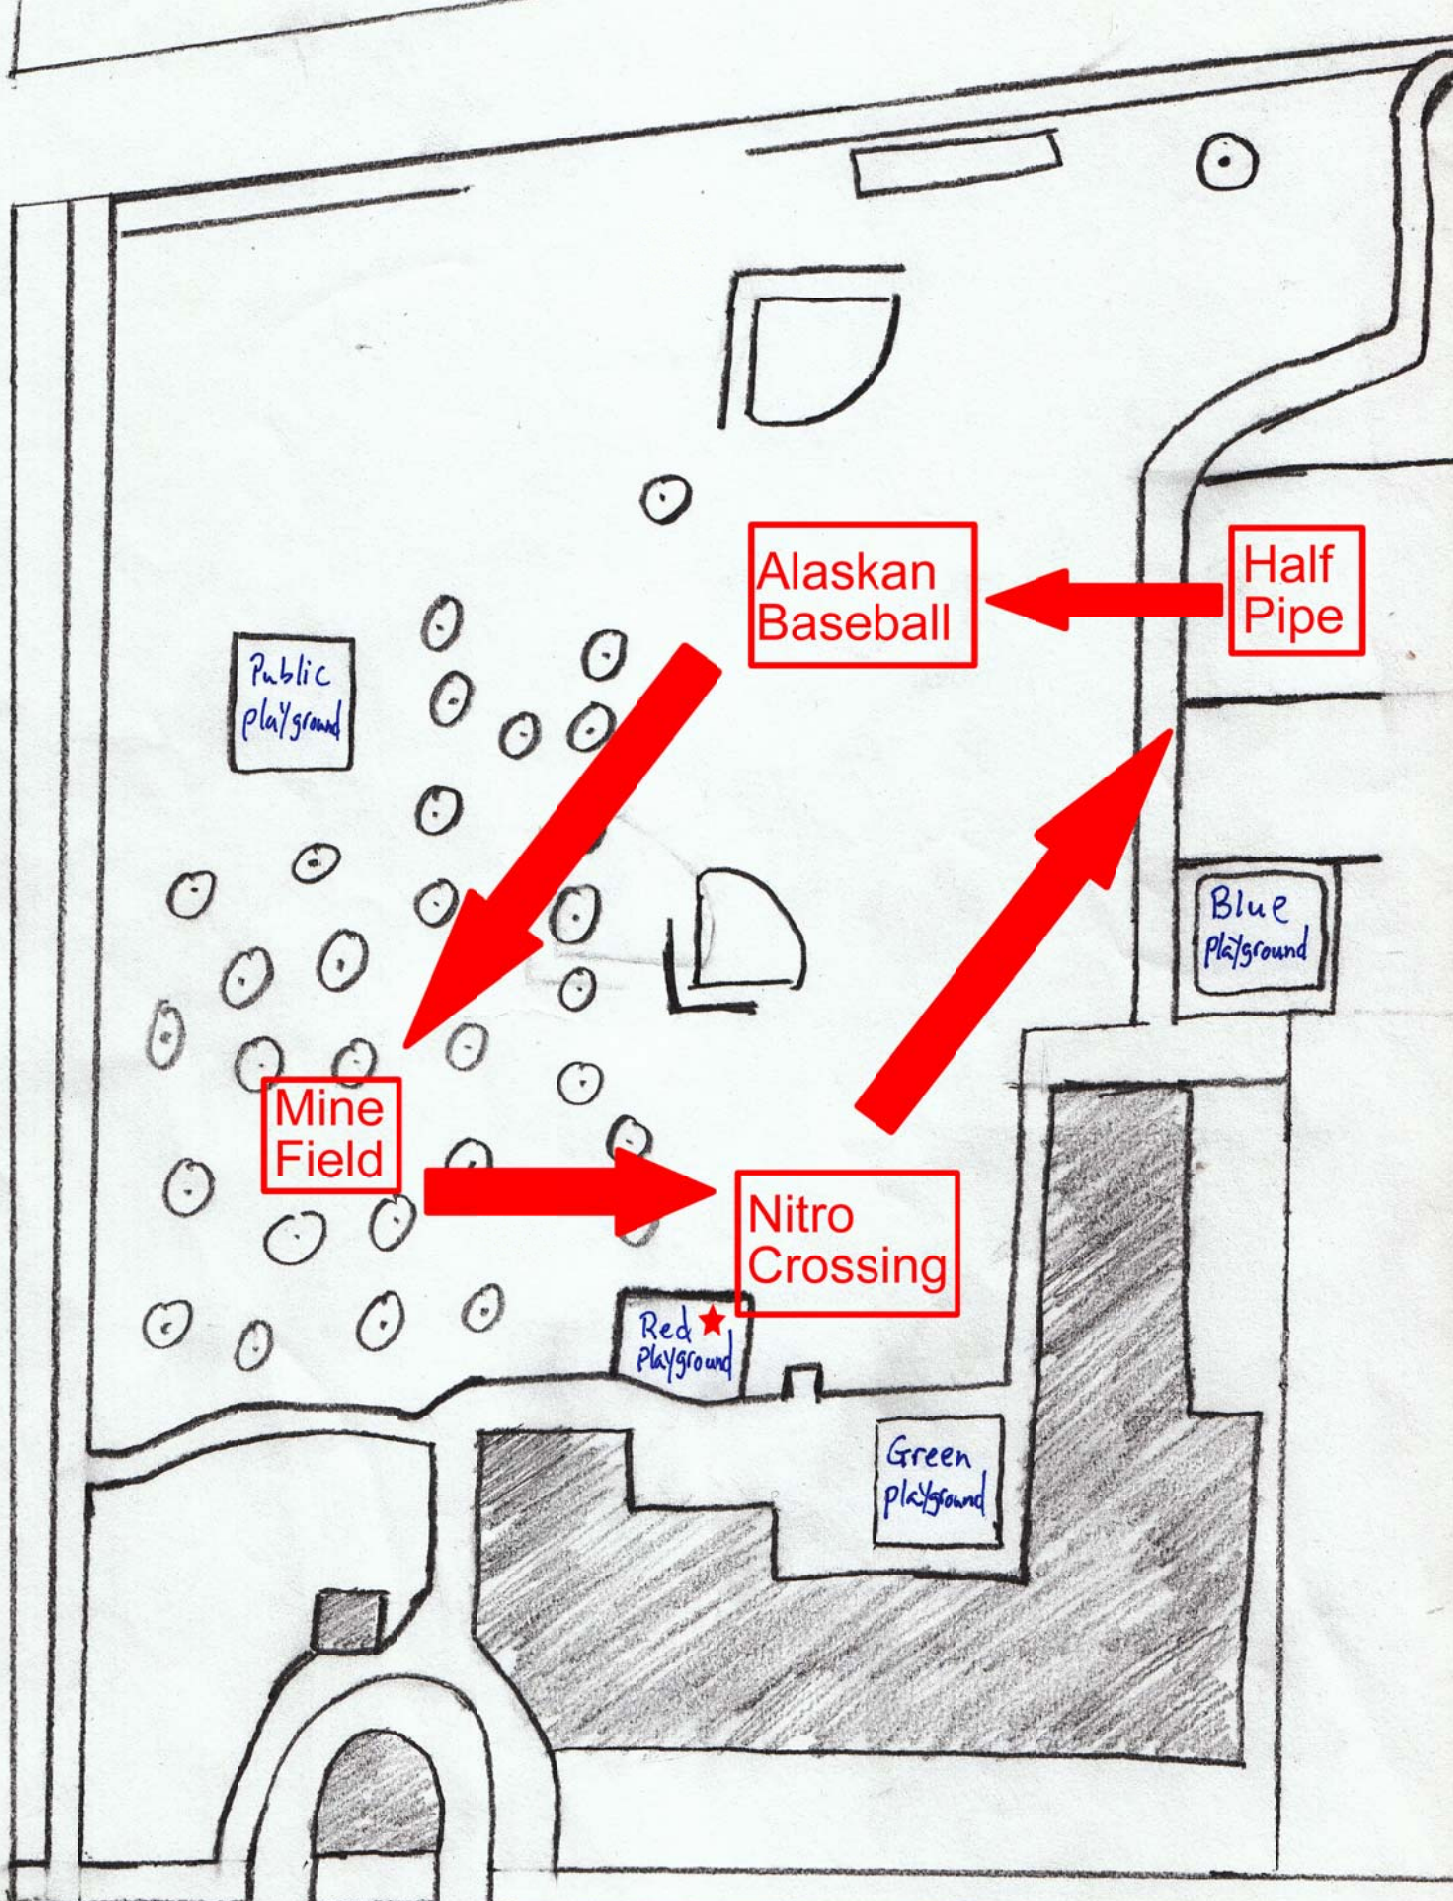 Alaskan
Baseball
Half
Pipe
Public
playground
Blue
playground
Mine
Field
Nitro
Crossing
Red
playground
Green
playground